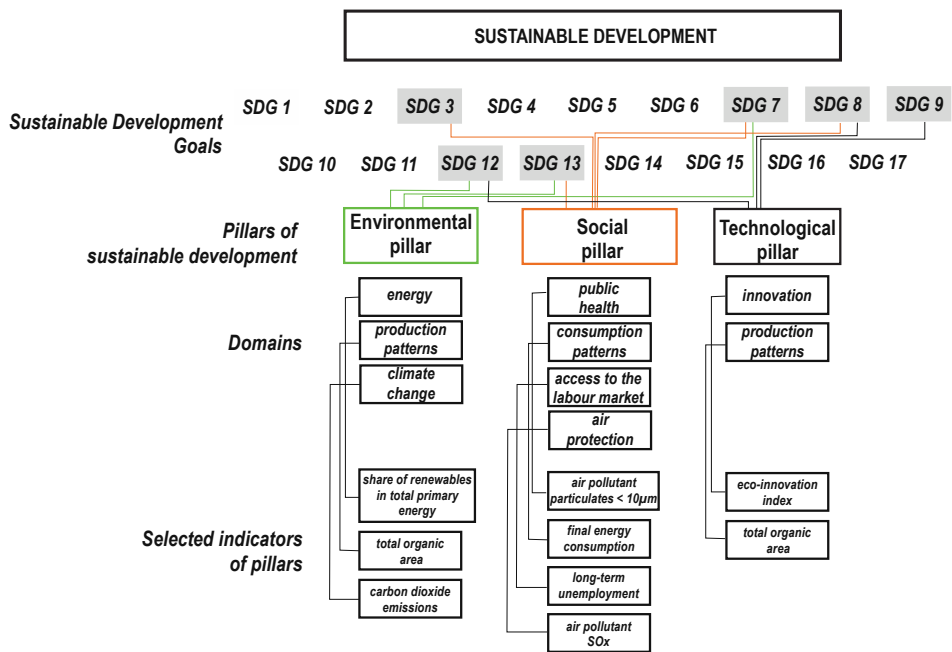 SUSTAINABLE DEVELOPMENT
SDG 1 SDG 2 SDG 3 SDG 4 SDG 5 SDG 6 SDG 7 SDG 8 SDG 9
Sustainable Development
Goals
SDG 10 SDG 11 SDG 12 SDG 13 SDG 14 SDG 15 SDG 16 SDG 17
Pillars of
sustainable development
Environmental
pillar
Social
pillar
Technological
pillar
Domains
energy
production
patterns
climate
change
public
health
consumption
patterns
access to the
labour market
air
protection
innovation
production
patterns
Selected indicators
of pillars
share of renewables
in total primary
energy
total organic
area
carbon dioxide
emissions
air pollutant
particulates < 10µm
final energy
consumption
long-term
unemployment
air pollutant
SOx
eco-innovation
index
total organic
area